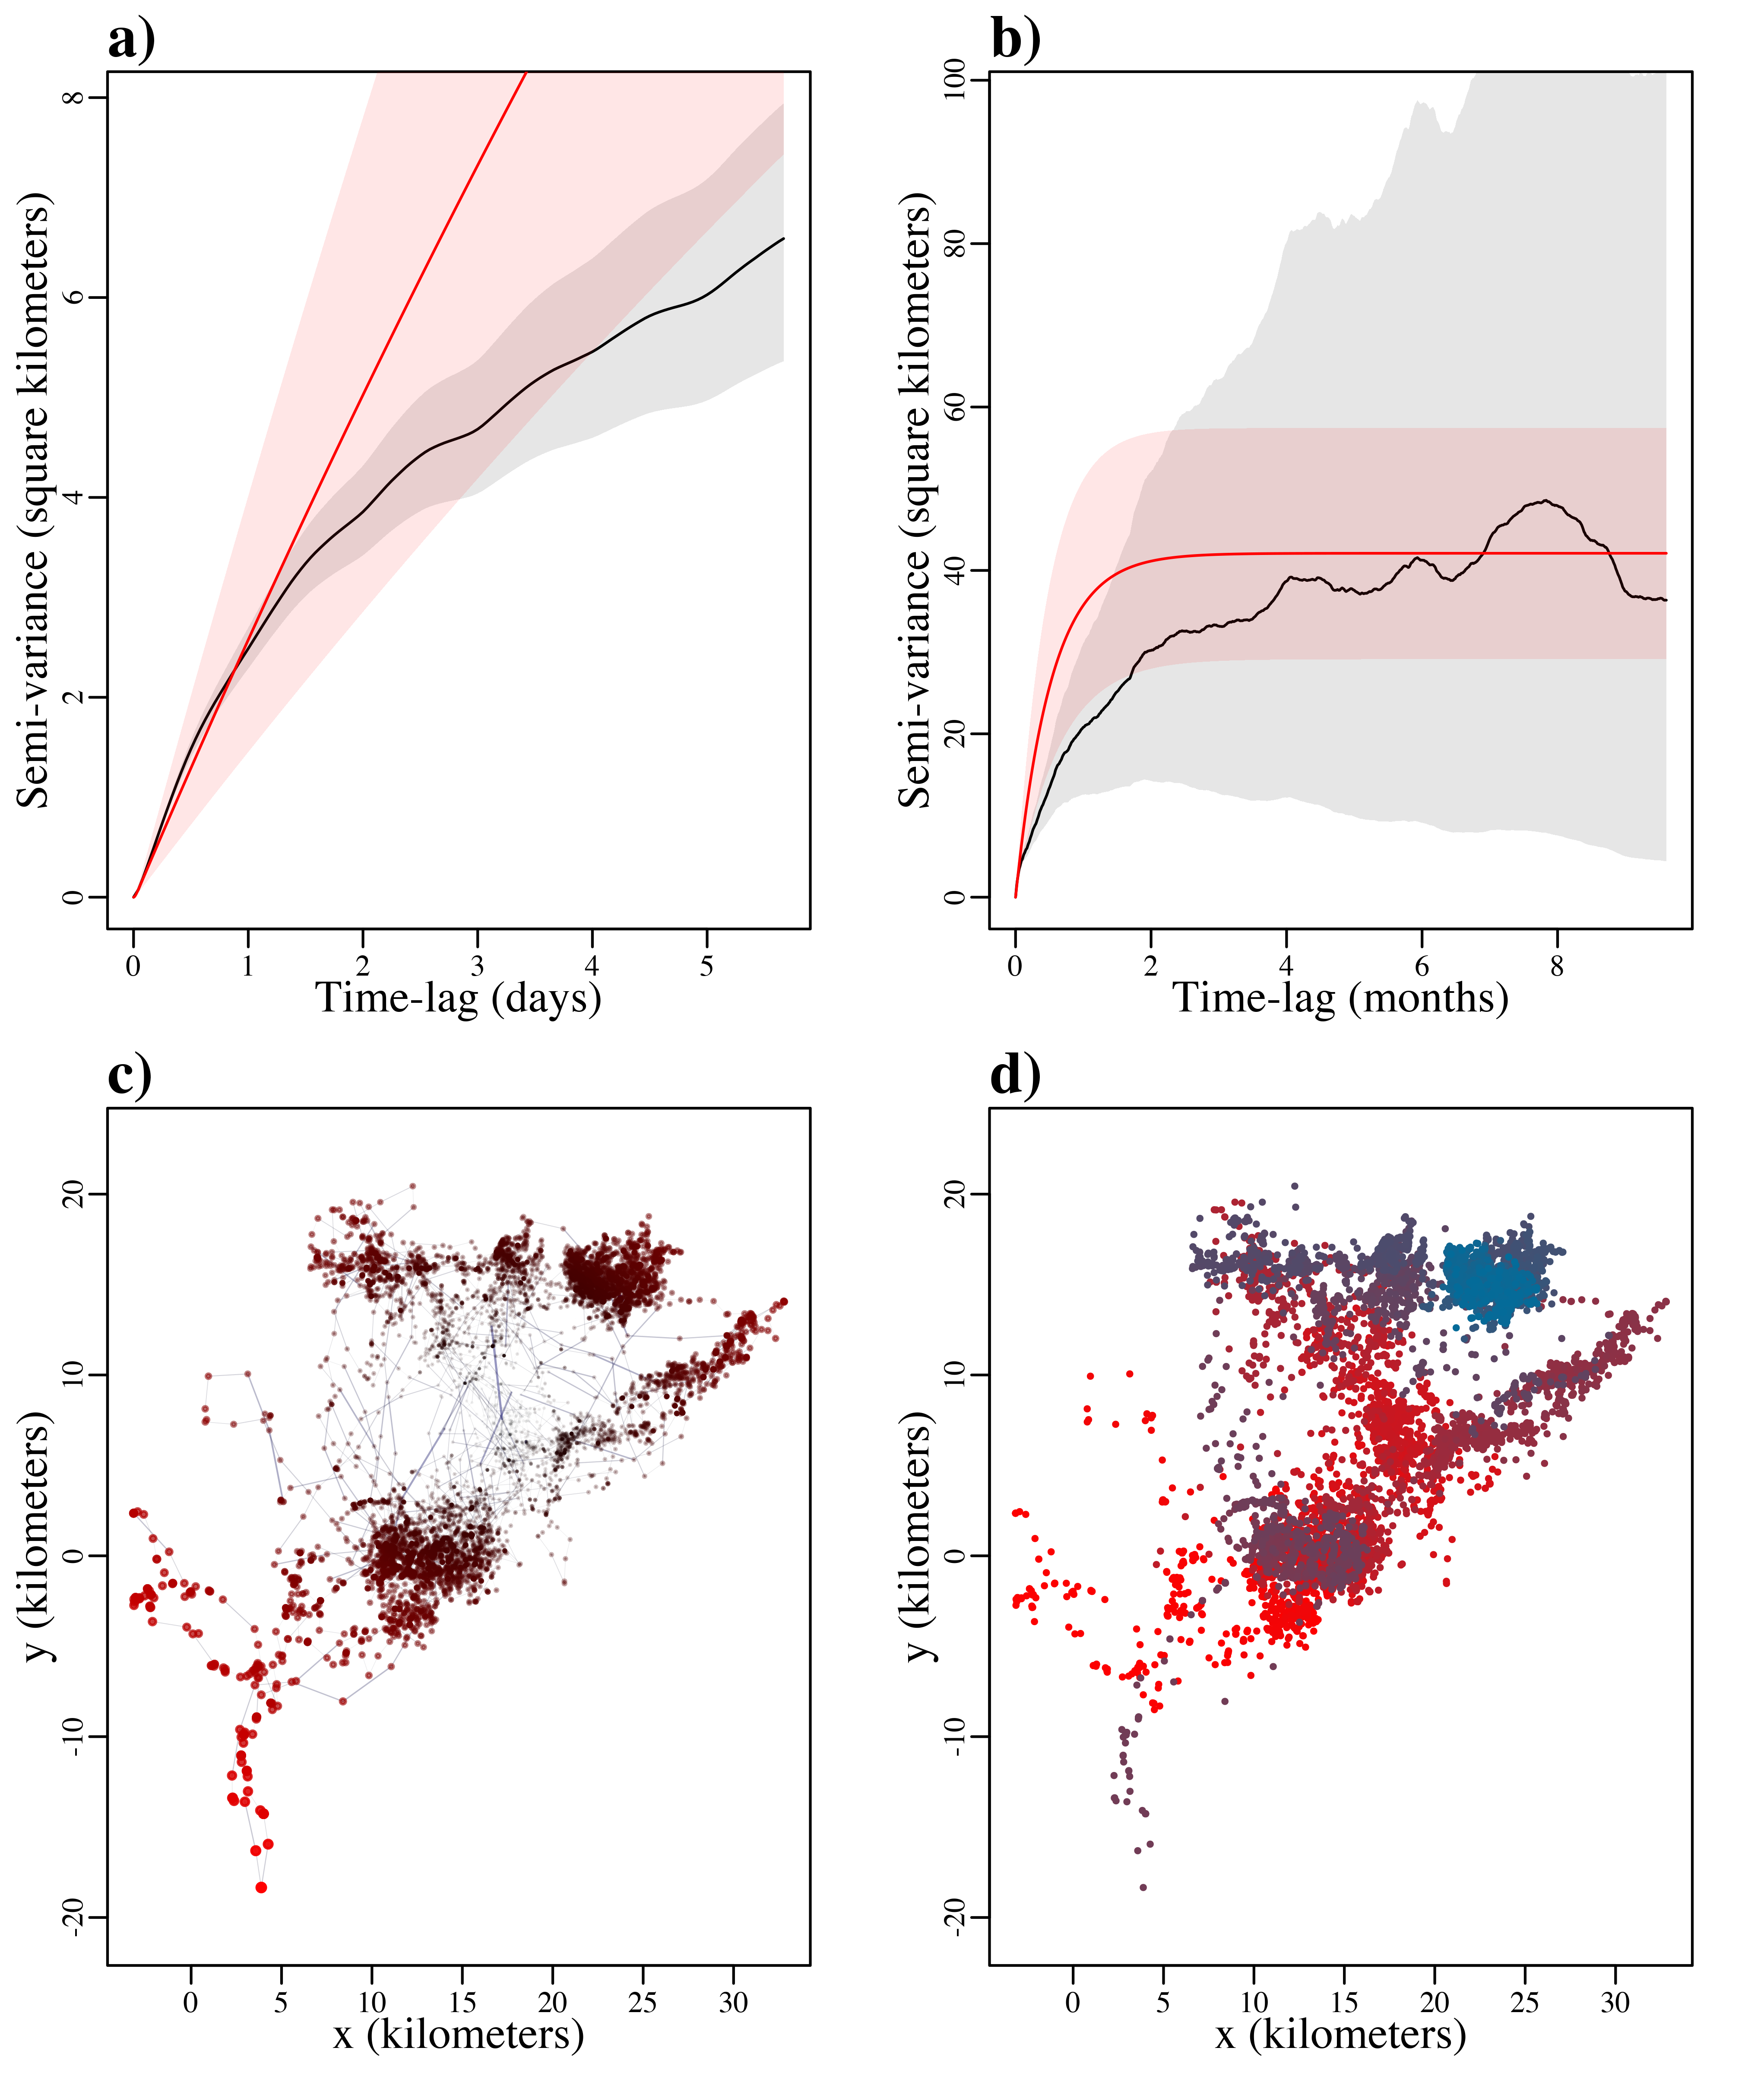 a)
Semi-variance (square kilometers)
0 2 4 6 8
0 1 2 3 4 5
Time-lag (days)
b)
Semi-variance (square kilometers)
0 20 40 60 80 100
0 2 4 6 8
Time-lag (months)
c)
y (kilometers)
-20 -10 0 10 20
0 5 10 15 20 25 30
x (kilometers)
d)
y (kilometers)
-20 -10 0 10 20
0 5 10 15 20 25 30
x (kilometers)